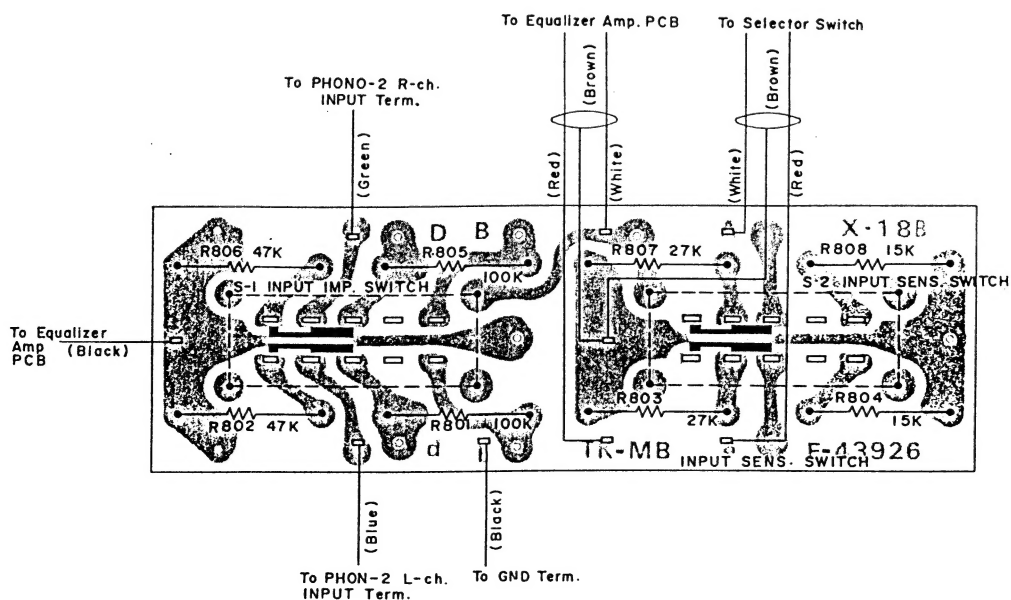 To Equalizer Amp. PCB
To Selector Switch
(Brown)
(Brown)
To PHONO-2 R-ch.
INPUT Term.
(Green)
(Red)
(White)
(White)
(Red)
D B
X-18B
R806 47K
R805
100K
R807 27K
R808 15K
S-1 INPUT IMP. SWITCH
S-2 INPUT SENS. SWITCH
To Equalizer
Amp
PCB
(Black)
R802 47K
R801 100K
R803
27K
R804
15K
d
TR-MB
F-43926
INPUT SENS. SWITCH
(Blue)
(Black)
To PHON-2 L-ch.
INPUT Term.
To GND Term.